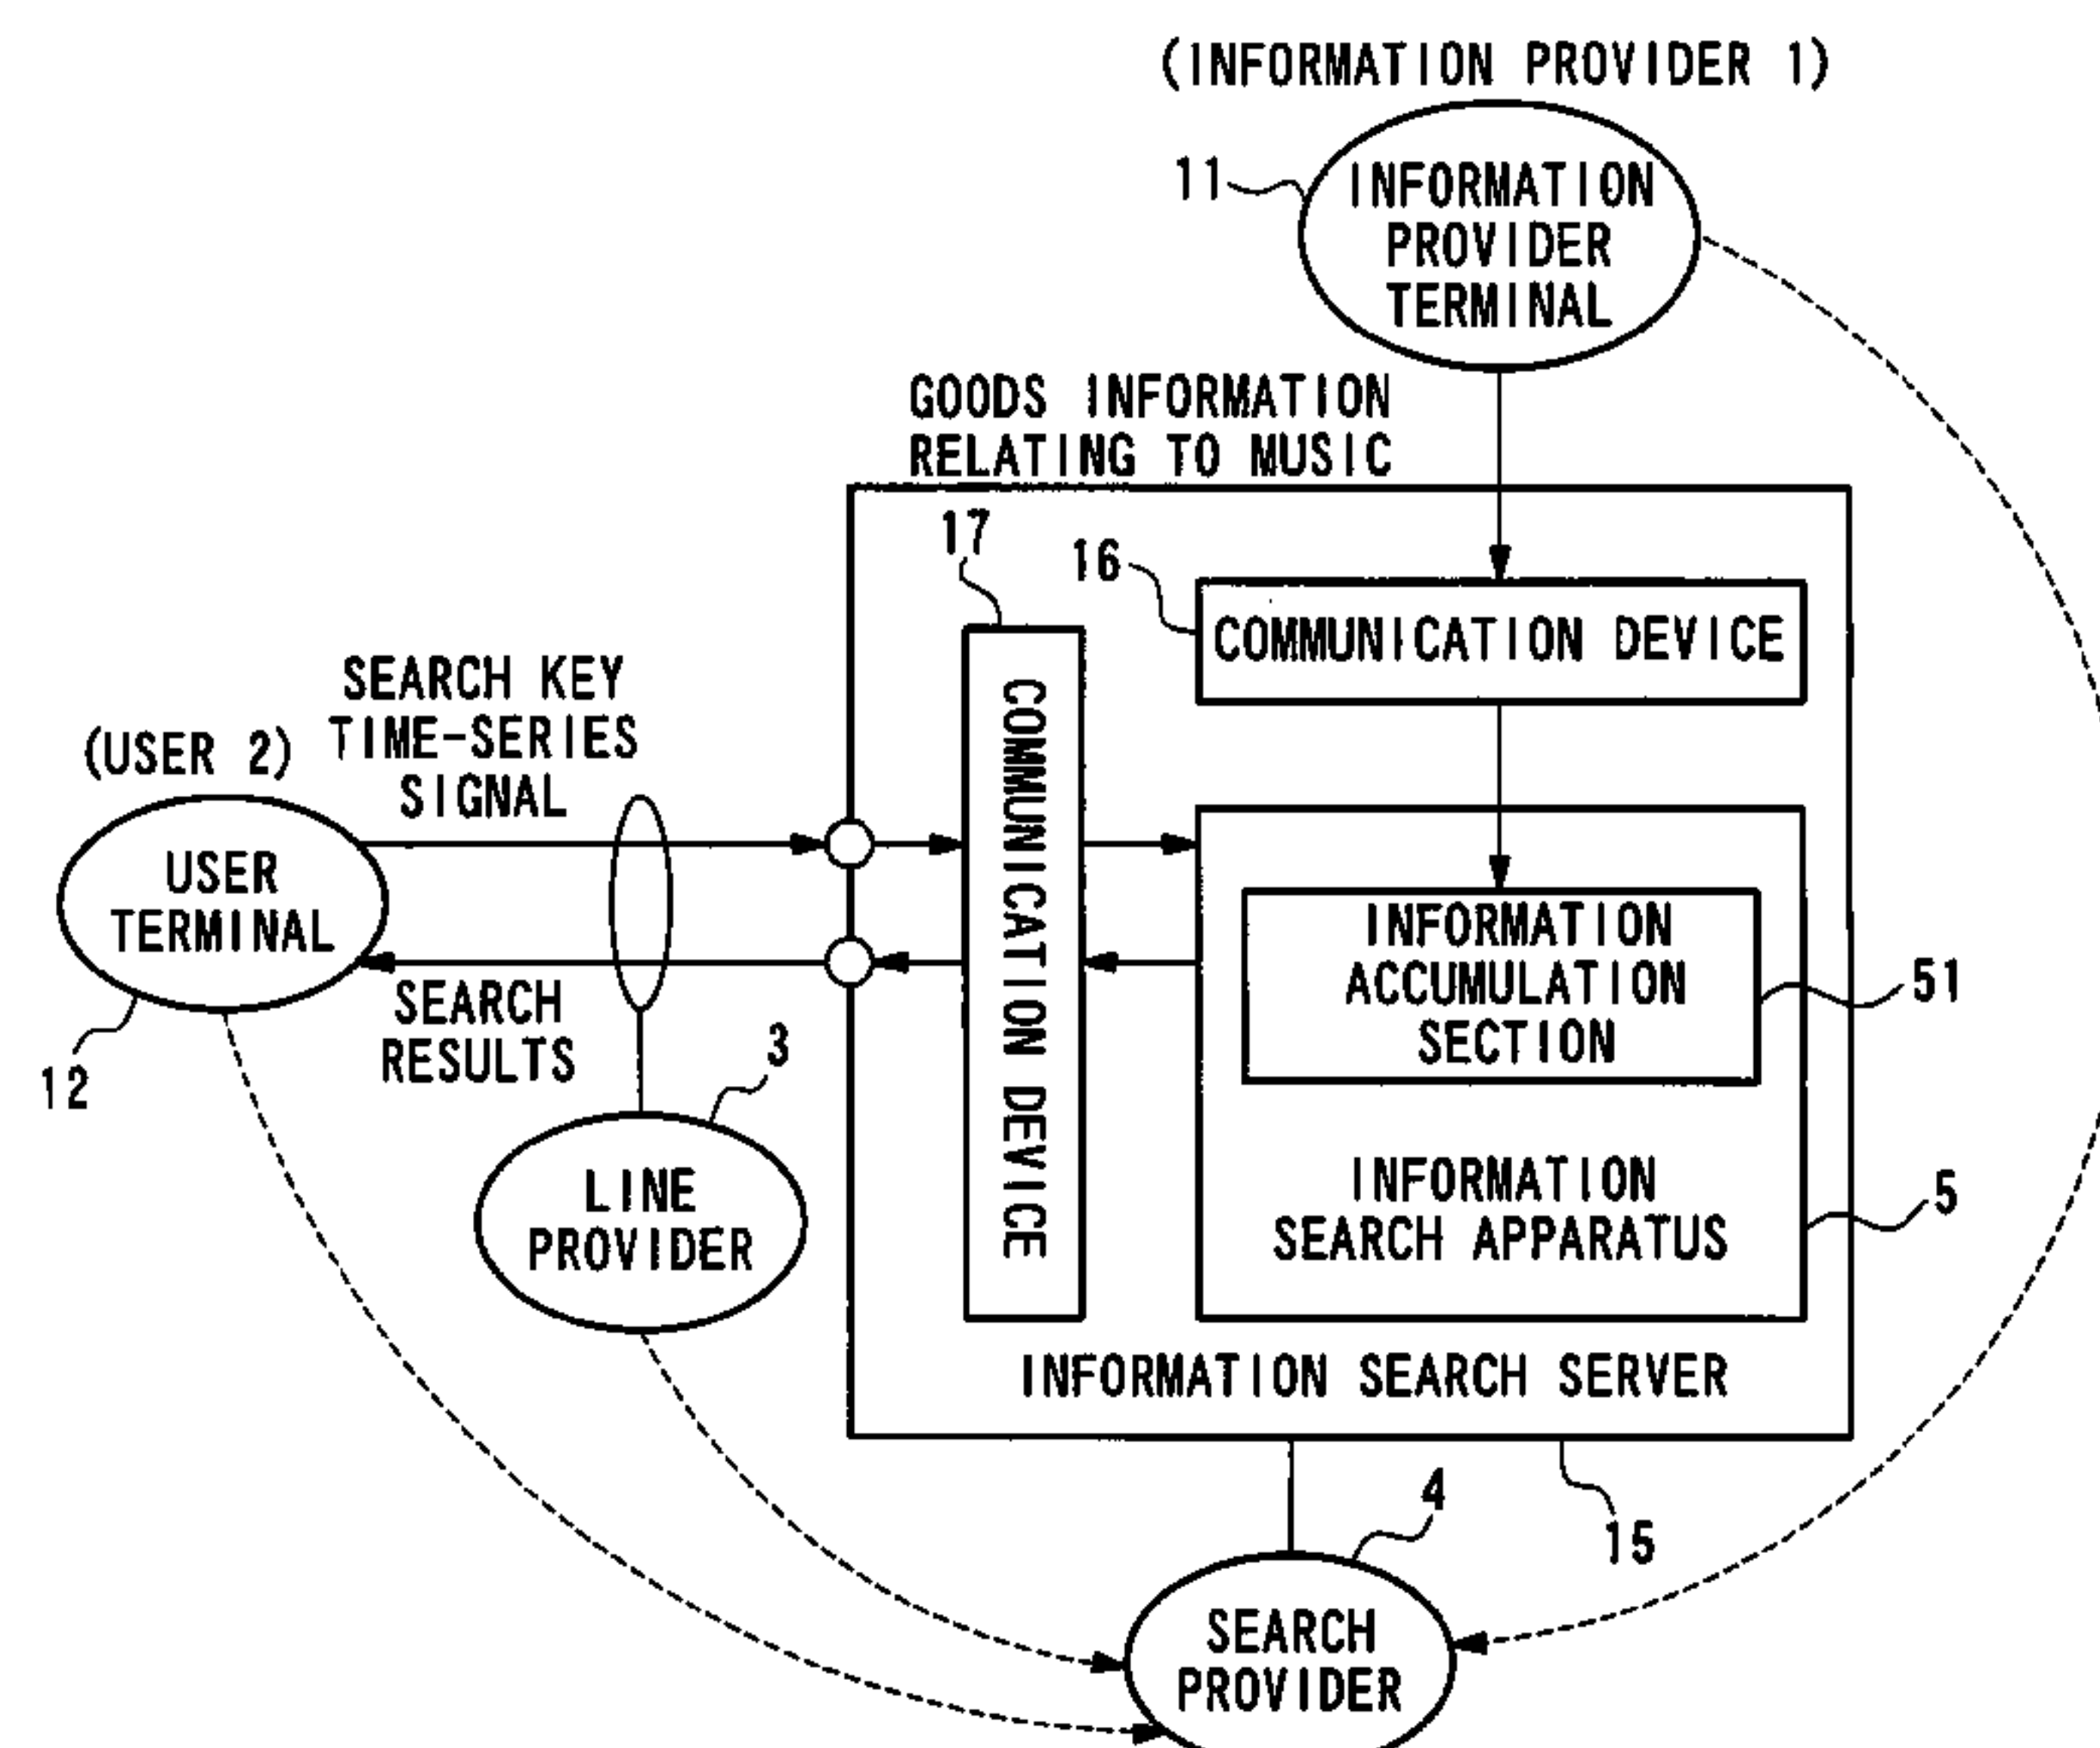 (INFORMATION PROVIDER 1)
11
INFORMATION
PROVIDER
TERMINAL
GOODS INFORMATION
RELATING TO MUSIC
17
16
COMMUNICATION DEVICE
COMMUNICATION DEVICE
SEARCH KEY
TIME-SERIES
SIGNAL
(USER 2)
USER
TERMINAL
12
SEARCH
RESULTS
3
LINE
PROVIDER
INFORMATION
ACCUMULATION
SECTION
51
INFORMATION
SEARCH APPARATUS
5
INFORMATION SEARCH SERVER
4
15
SEARCH
PROVIDER